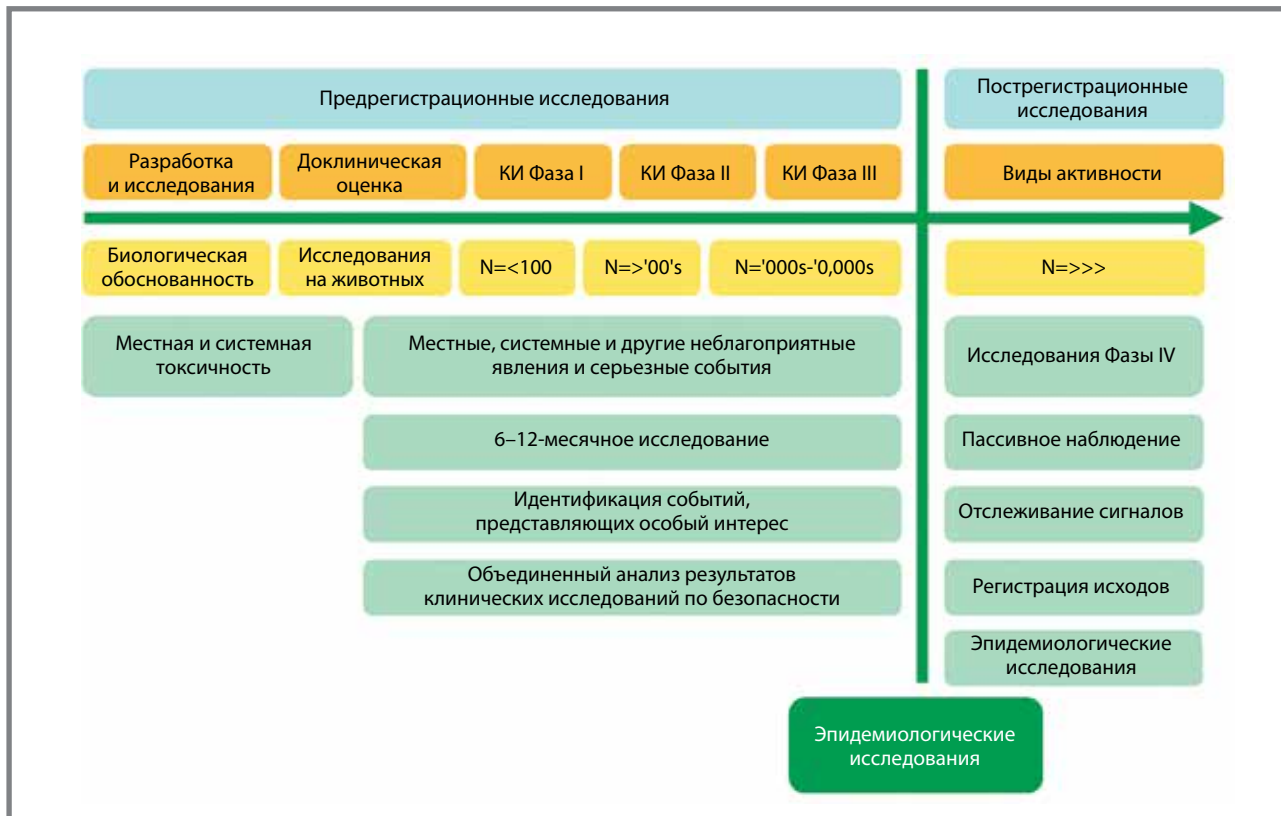 Предрегистрационные исследования
Пострегистрационные
исследования
Разработка
и исследования
Доклиническая
оценка
КИ Фаза I
КИ Фаза II
КИ Фаза III
Виды активности
Биологическая
обоснованность
Исследования
на животных
N=<100
N=>'00's
N='000s-'0,000s
N=>>>
Местная и системная
токсичность
Местные, системные и другие неблагоприятные
явления и серьезные события
Исследования Фазы IV
6–12-месячное исследование
Пассивное наблюдение
Идентификация событий,
представляющих особый интерес
Отслеживание сигналов
Объединенный анализ результатов
клинических исследований по безопасности
Регистрация исходов
Эпидемиологические
исследования
Эпидемиологические
исследования